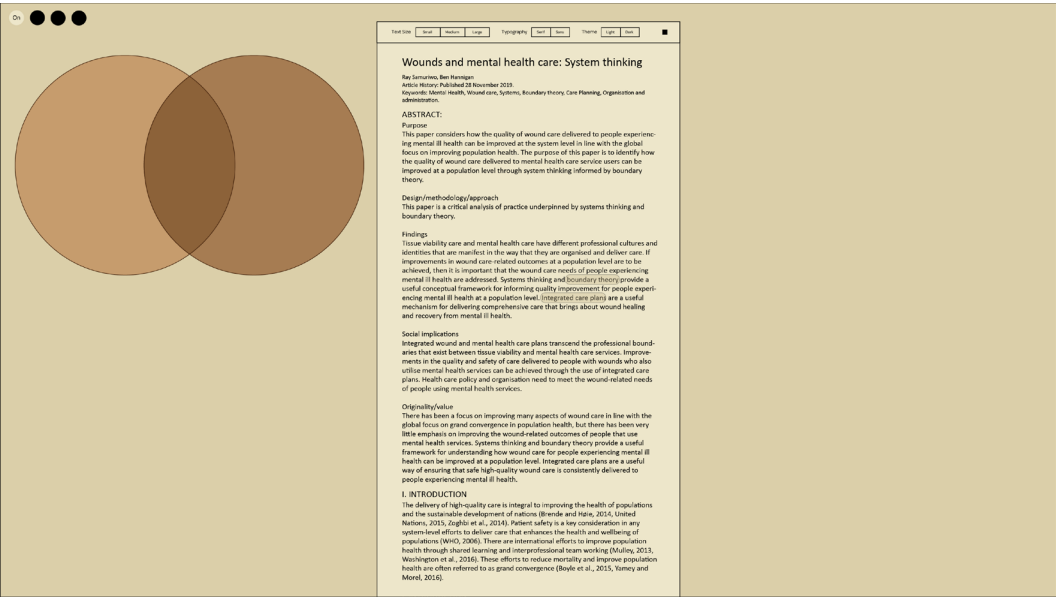 On
Text Size Small Medium Large Typography Serif Sans Theme Light Dark
Wounds and mental health care: System thinking
Ray Samuriwo, Ben Hannigan
Article History: Published 28 November 2019.
Keywords: Mental Health, Wound care, Systems, Boundary theory, Care Planning, Organisation and
administration.
ABSTRACT:
Purpose
This paper considers how the quality of wound care delivered to people experienc-
ing mental ill health can be improved at the system level in line with the global
focus on improving population health. The purpose of this paper is to identify how
the quality of wound care delivered to mental health care service users can be
improved at a population level through system thinking informed by boundary
theory.
Design/methodology/approach
This paper is a critical analysis of practice underpinned by systems thinking and
boundary theory.
Findings
Tissue viability care and mental health care have different professional cultures and
identities that are manifest in the way that they are organised and deliver care. If
improvements in wound care-related outcomes at a population level are to be
achieved, then it is important that the wound care needs of people experiencing
mental ill health are addressed. Systems thinking and boundary theory provide a
useful conceptual framework for informing quality improvement for people experi-
encing mental ill health at a population level. Integrated care plans are a useful
mechanism for delivering comprehensive care that brings about wound healing
and recovery from mental ill health.
Social implications
Integrated wound and mental health care plans transcend the professional bound-
aries that exist between tissue viability and mental health care services. Improve-
ments in the quality and safety of care delivered to people with wounds who also
utilise mental health services can be achieved through the use of integrated care
plans. Health care policy and organisation need to meet the wound-related needs
of people using mental health services.
Originality/value
There has been a focus on improving many aspects of wound care in line with the
global focus on grand convergence in population health, but there has been very
little emphasis on improving the wound-related outcomes of people that use
mental health services. Systems thinking and boundary theory provide a useful
framework for understanding how wound care for people experiencing mental ill
health can be improved at a population level. Integrated care plans are a useful
way of ensuring that safe high-quality wound care is consistently delivered to
people experiencing mental ill health.
I. INTRODUCTION
The delivery of high-quality care is integral to improving the health of populations
and the sustainable development of nations (Brende and Høie, 2014, United
Nations, 2015, Zoghbi et al., 2014). Patient safety is a key consideration in any
system-level efforts to deliver care that enhances the health and wellbeing of
populations (WHO, 2006). There are international efforts to improve population
health through shared learning and interprofessional team working (Mulley, 2013,
Washington et al., 2016). These efforts to reduce mortality and improve population
health are often referred to as grand convergence (Boyle et al., 2015, Yamey and
Morel, 2016).